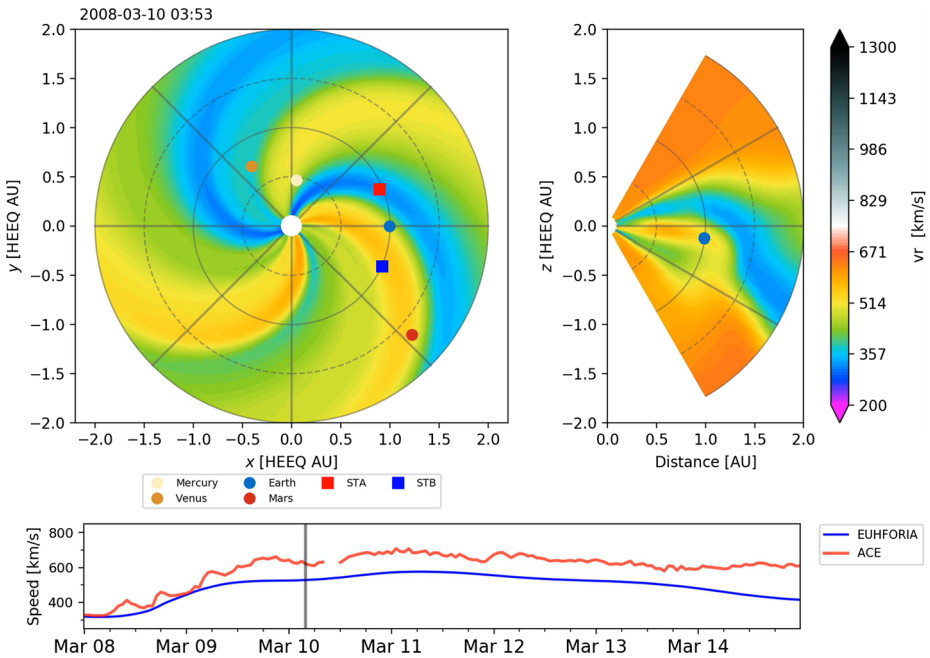 2008-03-10 03:53
2.0
1.5
1.0
0.5
0.0
−0.5
−1.0
−1.5
−2.0
y [HEEQ AU]
−2.0 −1.5 −1.0 −0.5 0.0 0.5 1.0 1.5 2.0
x [HEEQ AU]
2.0
1.5
1.0
0.5
0.0
−0.5
−1.0
−1.5
−2.0
z [HEEQ AU]
0.0 0.5 1.0 1.5 2.0
Distance [AU]
1300
1143
986
829
671
514
357
200
vr [km/s]
Mercury Earth STA STB
Venus Mars
800
600
400
Speed [km/s]
Mar 08 Mar 09 Mar 10 Mar 11 Mar 12 Mar 13 Mar 14
EUHFORIA
ACE